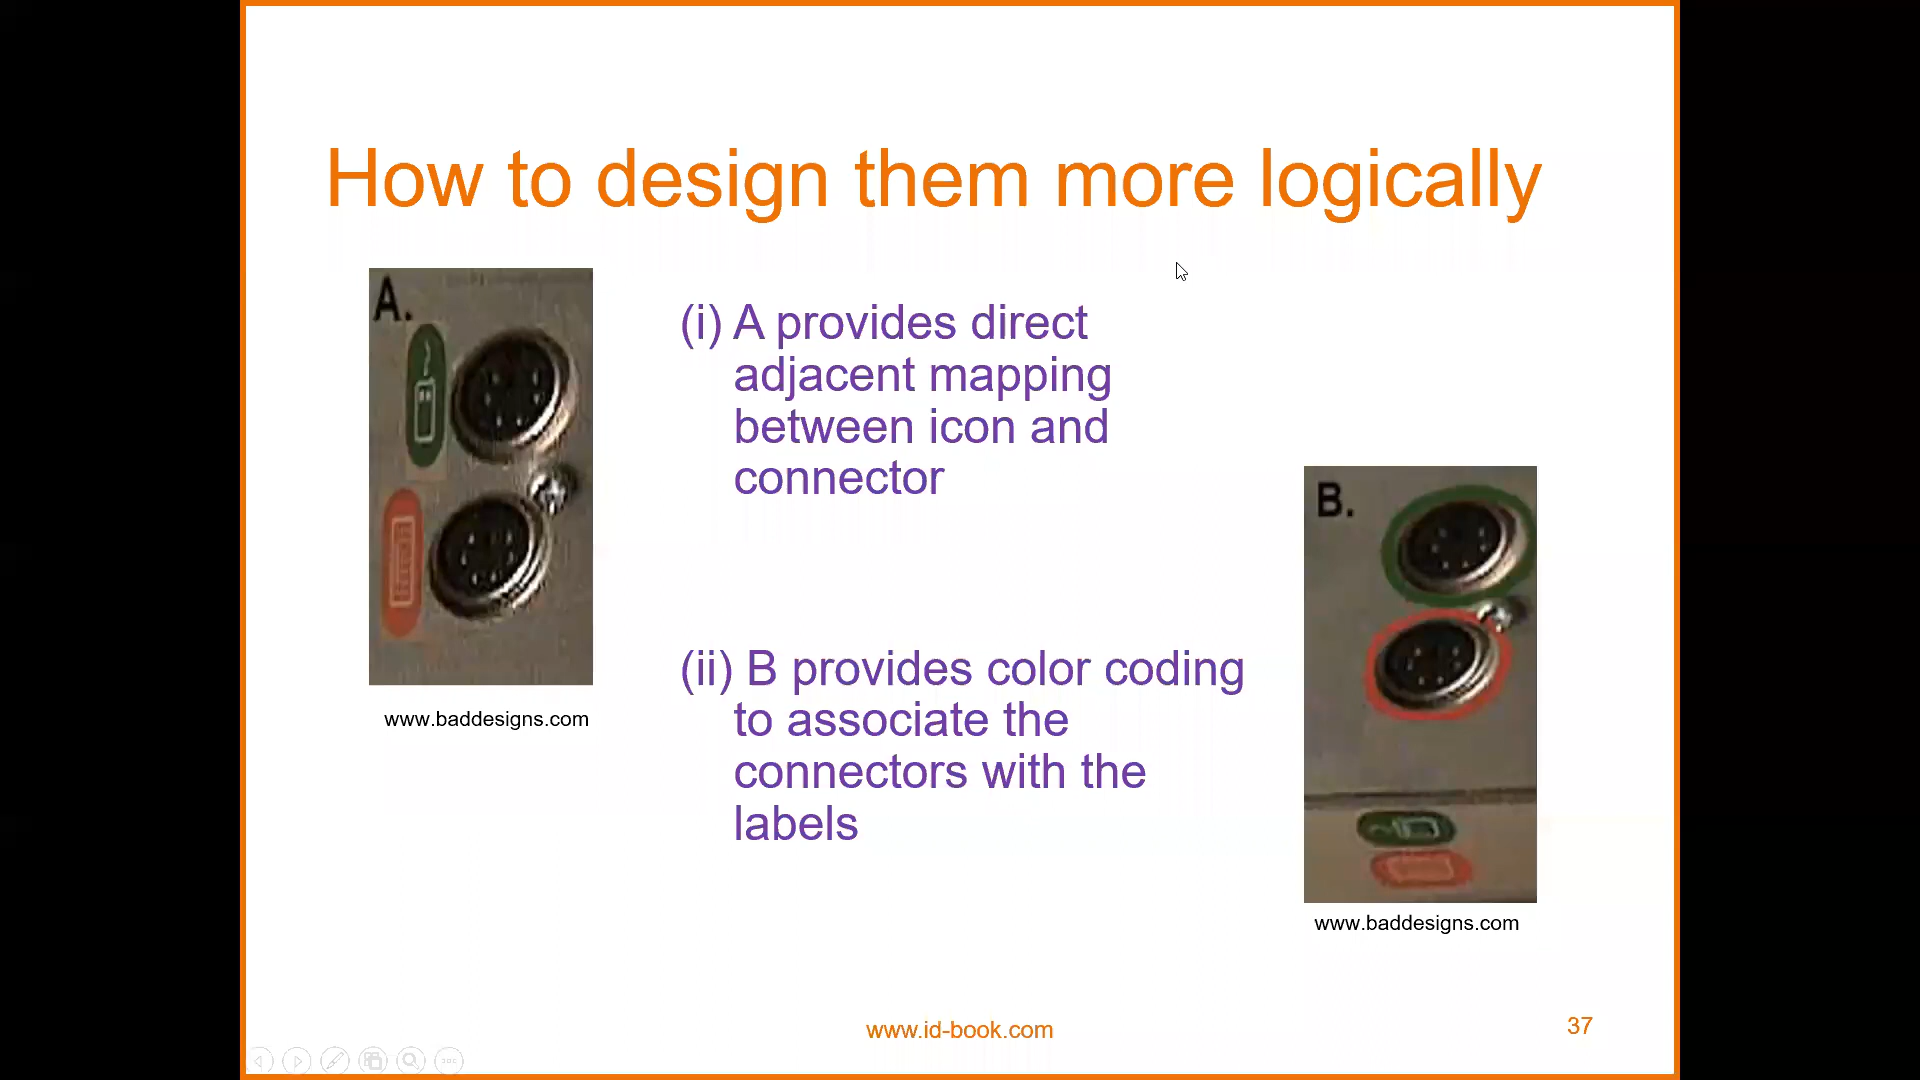 How to design them more logically
A.
(i) A provides direct
adjacent mapping
between icon and
connector
www.baddesigns.com
(ii) B provides color coding
to associate the
connectors with the
labels
B.
www.baddesigns.com
www.id-book.com
37